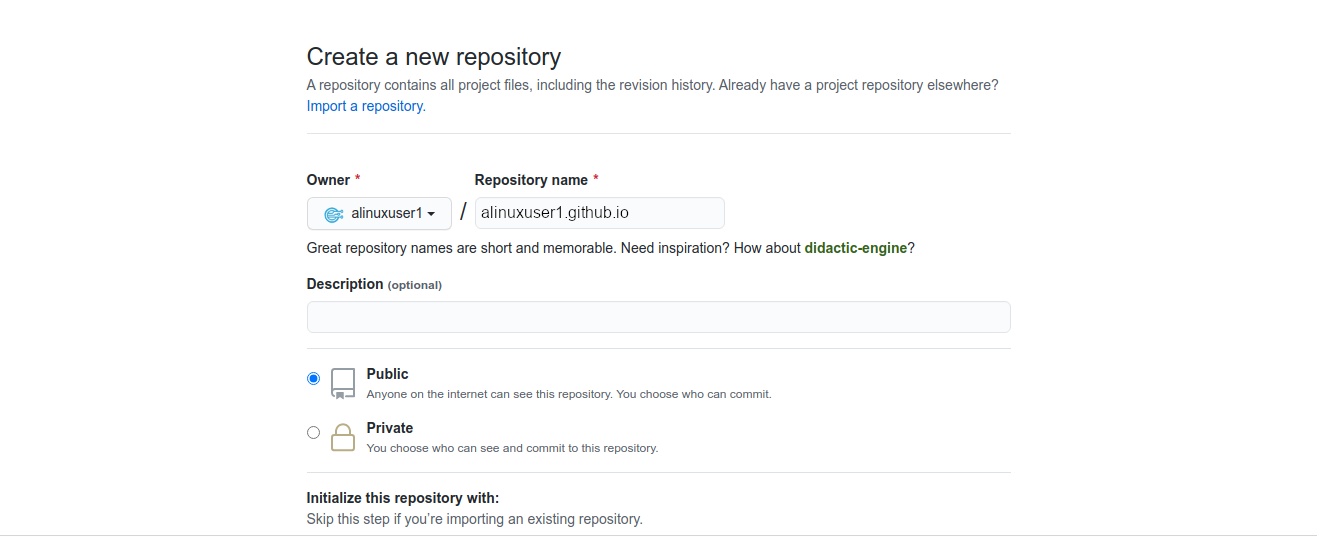 Create a new repository
A repository contains all project files, including the revision history. Already have a project repository elsewhere?
Import a repository.
Owner * Repository name *
alinuxuser1 / alinuxuser1.github.io
Great repository names are short and memorable. Need inspiration? How about didactic-engine?
Description (optional)
Public
Anyone on the internet can see this repository. You choose who can commit.
Private
You choose who can see and commit to this repository.
Initialize this repository with:
Skip this step if you’re importing an existing repository.